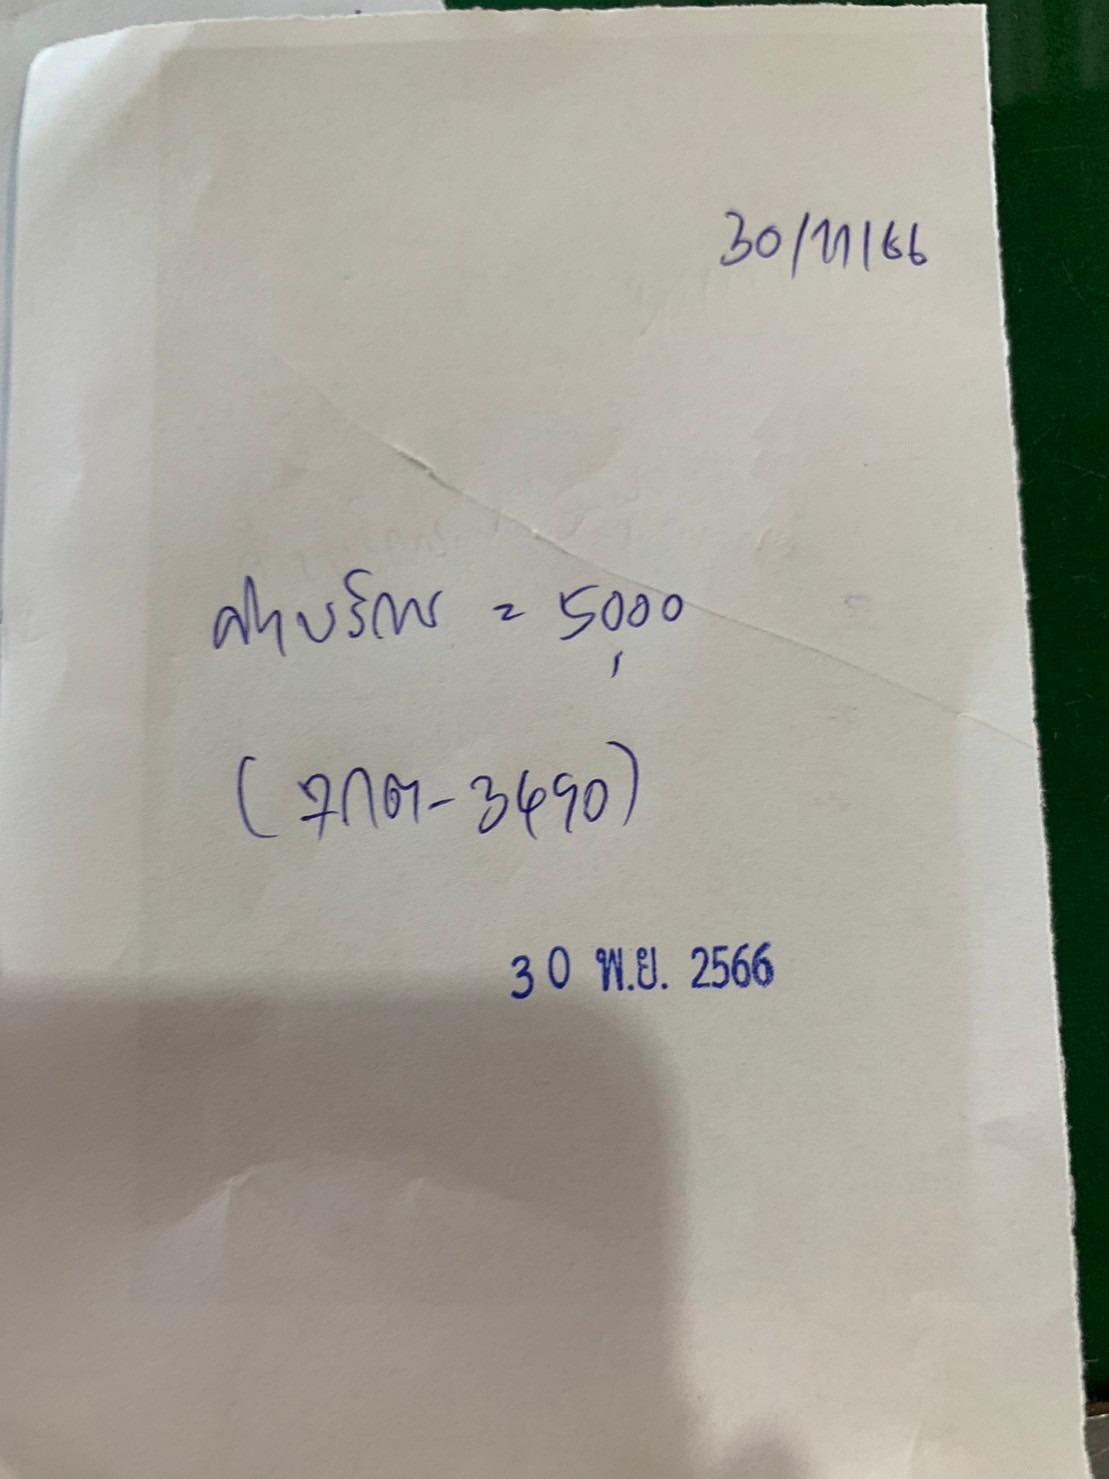 30/11/66
ค่าบริการ = 5,000
(7กต-3490)
30 พ.ย. 2566